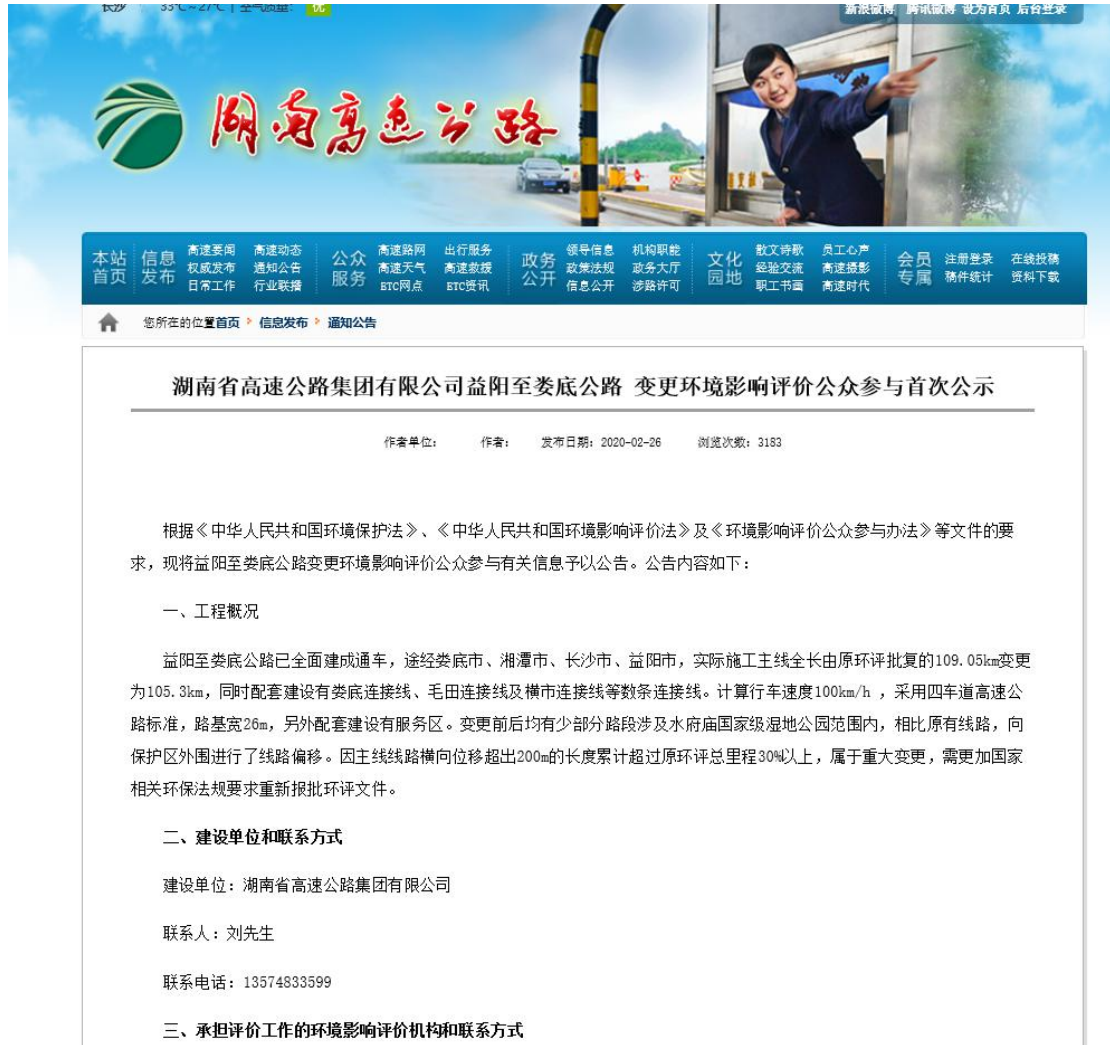 长沙 33℃~27℃ | 空气质量: 优
新浪微博 腾讯微博 设为首页 后台登录
湖南高速公路
本站首页
信息发布
高速要闻 高速动态
权威发布 通知公告
日常工作 行业联播
公众服务
高速路网 出行服务
高速天气 高速救援
ETC网点 ETC资讯
政务公开
领导信息 机构职能
政策法规 政务大厅
信息公开 涉路许可
文化园地
散文诗歌 员工心声
经验交流 高速摄影
职工书画 高速时代
会员专属
注册登录 在线投稿
稿件统计 资料下载
您所在的位置首页 信息发布 通知公告
湖南省高速公路集团有限公司益阳至娄底公路 变更环境影响评价公众参与首次公示
作者单位: 作者: 发布日期: 2020-02-26 浏览次数: 3183
根据《中华人民共和国环境保护法》、《中华人民共和国环境影响评价法》及《环境影响评价公众参与办法》等文件的要
求，现将益阳至娄底公路变更环境影响评价公众参与有关信息予以公告。公告内容如下：
一、工程概况
益阳至娄底公路已全面建成通车，途经娄底市、湘潭市、长沙市、益阳市，实际施工主线全长由原环评批复的109.05km变更
为105.3km，同时配套建设有娄底连接线、毛田连接线及横市连接线等数条连接线。计算行车速度100km/h ，采用四车道高速公
路标准，路基宽26m，另外配套建设有服务区。变更前后均有少部分路段涉及水府庙国家级湿地公园范围内，相比原有线路，向
保护区外围进行了线路偏移。因主线线路横向位移超出200m的长度累计超过原环评总里程30%以上，属于重大变更，需更加国家
相关环保法规要求重新报批环评文件。
二、建设单位和联系方式
建设单位：湖南省高速公路集团有限公司
联系人：刘先生
联系电话：13574833599
三、承担评价工作的环境影响评价机构和联系方式